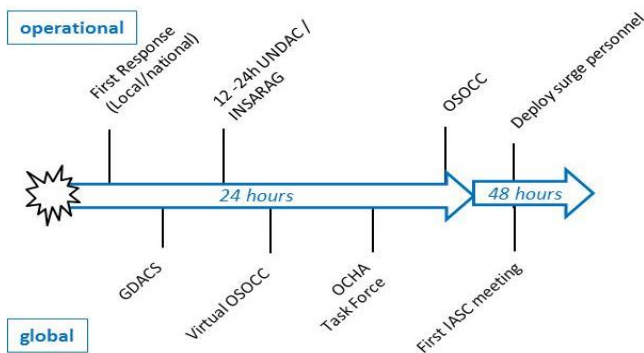 operational
First Response
(Local/national)
12 -24h UNDAC /
INSARAG
OSOCC
Deploy surge personnel
24 hours
48 hours
GDACS
Virtual OSOCC
OCHA
Task Force
First IASC meeting
global